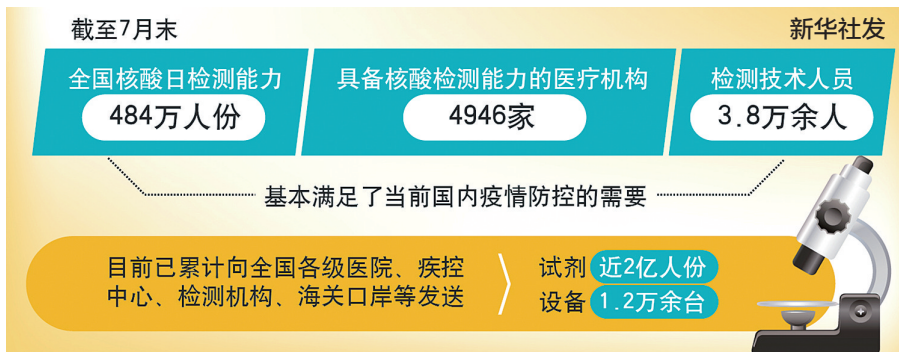 截至7月末
新华社发
全国核酸日检测能力
484万人份
具备核酸检测能力的医疗机构
4946家
检测技术人员
3.8万余人
基本满足了当前国内疫情防控的需要
目前已累计向全国各级医院、疾控
中心、检测机构、海关口岸等发送
试剂 近2亿人份
设备 1.2万余台